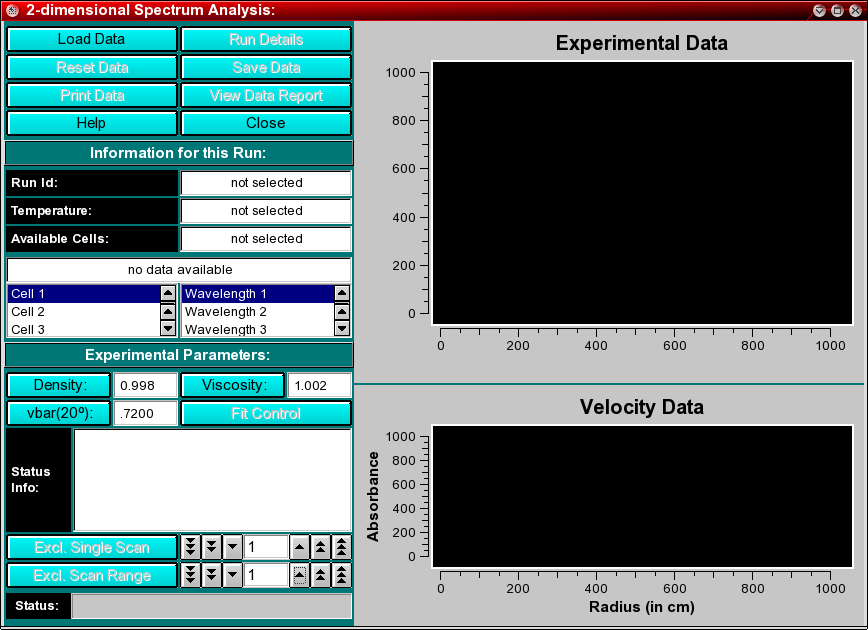 2-dimensional Spectrum Analysis:
Load Data
Run Details
Reset Data
Save Data
Print Data
View Data Report
Help
Close
Information for this Run:
Run Id:
not selected
Temperature:
not selected
Available Cells:
not selected
no data available
Cell 1
Cell 2
Cell 3
Wavelength 1
Wavelength 2
Wavelength 3
Experimental Parameters:
Density:
0.998
Viscosity:
1.002
vbar(20º):
.7200
Fit Control
Status
Info:
Excl. Single Scan
1
Excl. Scan Range
1
Status:
Experimental Data
1000
800
600
400
200
0
0 200 400 600 800 1000
Velocity Data
Absorbance
1000
800
600
400
200
0
0 200 400 600 800 1000
Radius (in cm)